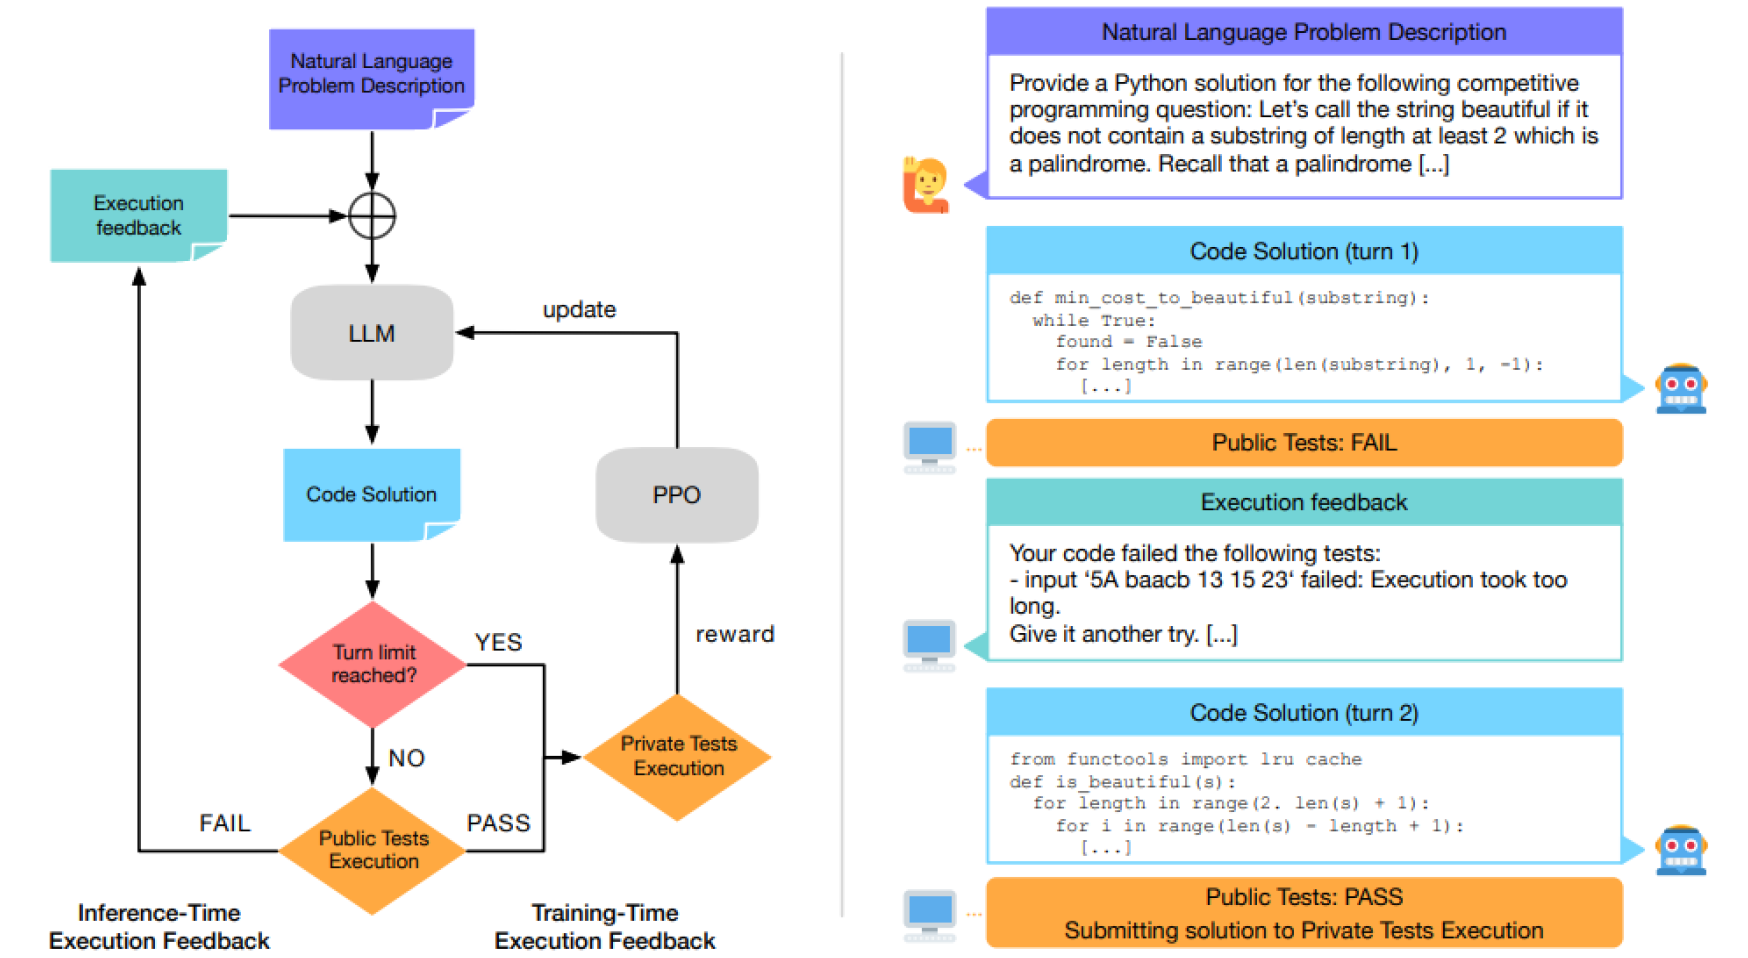 Natural Language
Problem Description
Execution
feedback
LLM
update
Code Solution
PPO
Turn limit
reached?
YES
reward
NO
Private Tests
Execution
FAIL
Public Tests
Execution
PASS
Inference-Time
Execution Feedback
Training-Time
Execution Feedback
Natural Language Problem Description
Provide a Python solution for the following competitive
programming question: Let's call the string beautiful if it
does not contain a substring of length at least 2 which is
a palindrome. Recall that a palindrome [...]
Code Solution (turn 1)
def min_cost_to_beautiful(substring):
while True:
found = False
for length in range(len(substring), 1, -1):
[...]
...
Public Tests: FAIL
Execution feedback
Your code failed the following tests:
- input ‘5A baacb 13 15 23‘ failed: Execution took too
long.
Give it another try. [...]
Code Solution (turn 2)
from functools import lru cache
def is_beautiful(s):
for length in range(2. len(s) + 1):
for i in range(len(s) - length + 1):
[...]
...
Public Tests: PASS
Submitting solution to Private Tests Execution